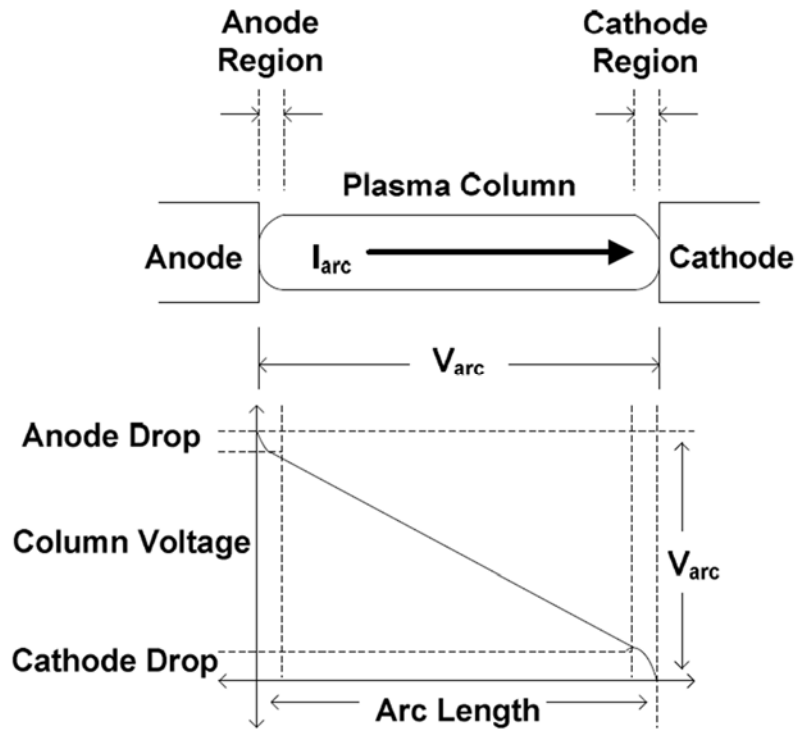 Anode
Region
Cathode
Region
Plasma Column
Anode
Iarc
Cathode
Varc
Anode Drop
Column Voltage
Varc
Cathode Drop
Arc Length